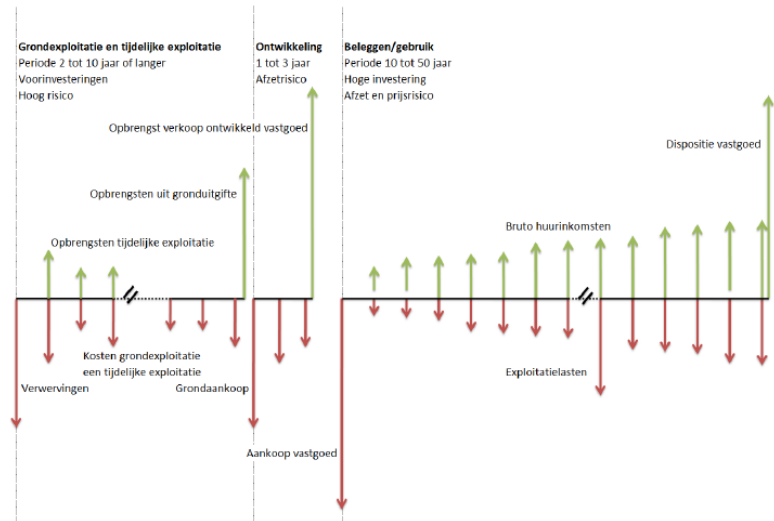 Grondexploitatie en tijdelijke exploitatie
Periode 2 tot 10 jaar of langer
Voorinvesteringen
Hoog risico
Ontwikkeling
1 tot 3 jaar
Afzetrisico
Beleggen/gebruik
Periode 10 tot 50 jaar
Hoge investering
Afzet en prijsrisico
Opbrengst verkoop ontwikkeld vastgoed
Dispositie vastgoed
Opbrengsten uit gronduitgifte
Bruto huurinkomsten
Opbrengsten tijdelijke exploitatie
Kosten grondexploitatie
een tijdelijke exploitatie
Verwervingen
Grondaankoop
Exploitatielasten
Aankoop vastgoed